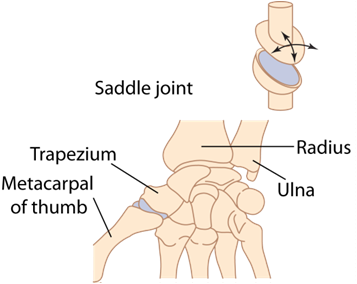 Saddle joint
Trapezium
Radius
Metacarpal
of thumb
Ulna